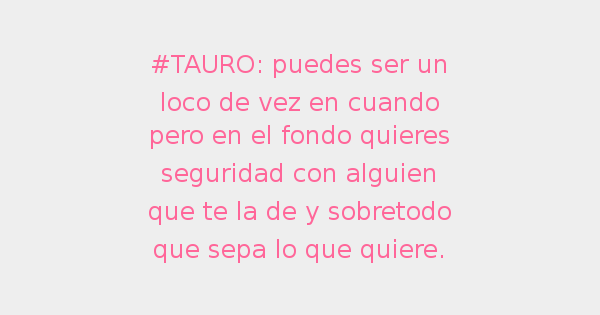 #TAURO: puedes ser un
loco de vez en cuando
pero en el fondo quieres
seguridad con alguien
que te la de y sobretodo
que sepa lo que quiere.